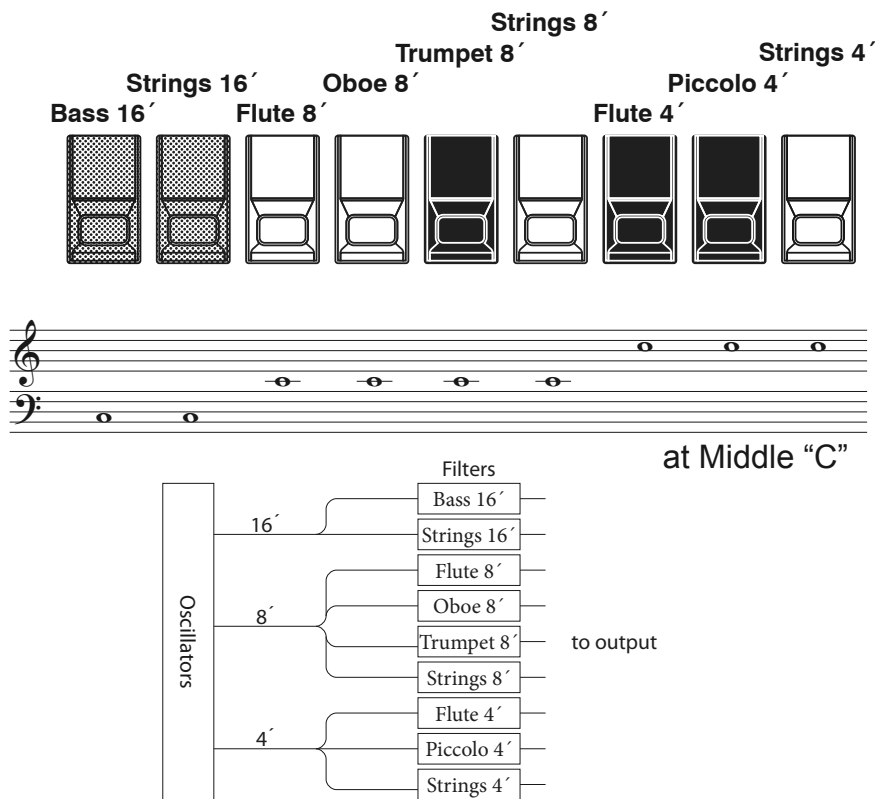 Strings 8´
Trumpet 8´
Strings 4´
Strings 16´
Oboe 8´
Piccolo 4´
Bass 16´
Flute 8´
Flute 4´
at Middle “C”
Filters
Bass 16´
16´
Strings 16´
Flute 8´
Oboe 8´
8´
Oscillators
Trumpet 8´
to output
Strings 8´
Flute 4´
4´
Piccolo 4´
Strings 4´